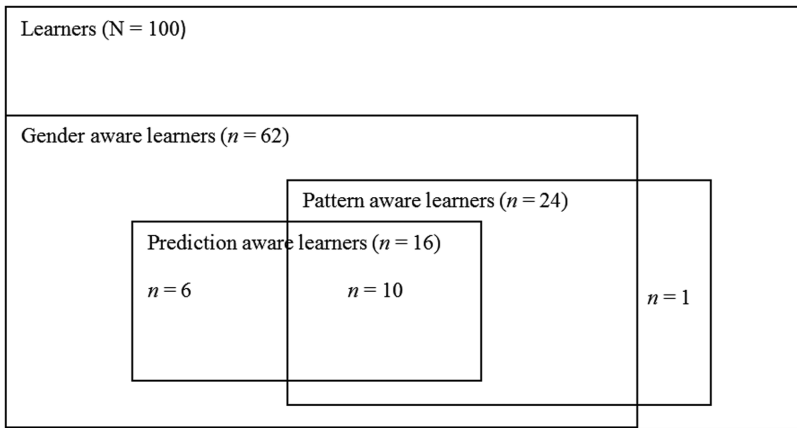 Learners (N = 100)
Gender aware learners (n = 62)
Pattern aware learners (n = 24)
Prediction aware learners (n = 16)
n = 6
n = 10
n = 1